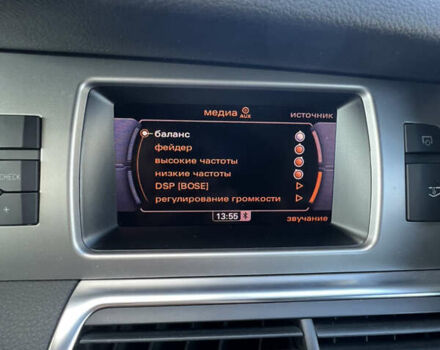 медиа AUX источник
баланс
фейдер
высокие частоты
низкие частоты
DSP (BOSE)
регулирование громкости
13:55 звучание
CHECK
+